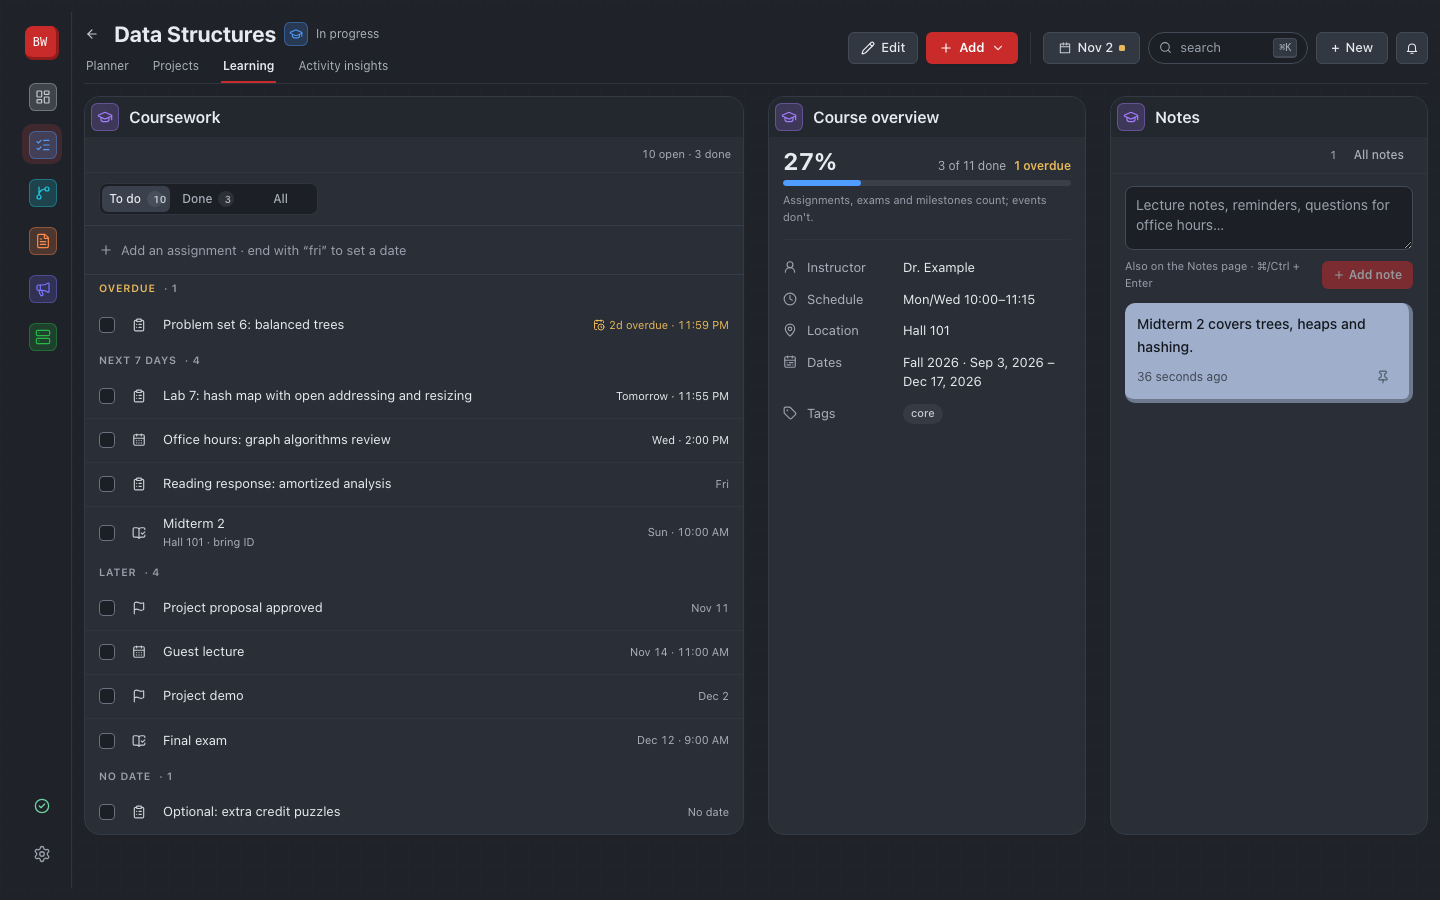 BW
Data Structures
In progress
Planner
Projects
Learning
Activity insights
Edit
+ Add
Nov 2
search
⌘K
+ New
Coursework
10 open · 3 done
To do 10
Done 3
All
+ Add an assignment · end with “fri” to set a date
OVERDUE · 1
Problem set 6: balanced trees
2d overdue · 11:59 PM
NEXT 7 DAYS · 4
Lab 7: hash map with open addressing and resizing
Tomorrow · 11:55 PM
Office hours: graph algorithms review
Wed · 2:00 PM
Reading response: amortized analysis
Fri
Midterm 2
Hall 101 · bring ID
Sun · 10:00 AM
LATER · 4
Project proposal approved
Nov 11
Guest lecture
Nov 14 · 11:00 AM
Project demo
Dec 2
Final exam
Dec 12 · 9:00 AM
NO DATE · 1
Optional: extra credit puzzles
No date
Course overview
27%
3 of 11 done 1 overdue
Assignments, exams and milestones count; events
don't.
Instructor
Dr. Example
Schedule
Mon/Wed 10:00–11:15
Location
Hall 101
Dates
Fall 2026 · Sep 3, 2026 –
Dec 17, 2026
Tags
core
Notes
1
All notes
Lecture notes, reminders, questions for
office hours...
Also on the Notes page · ⌘/Ctrl +
Enter
+ Add note
Midterm 2 covers trees, heaps and
hashing.
36 seconds ago